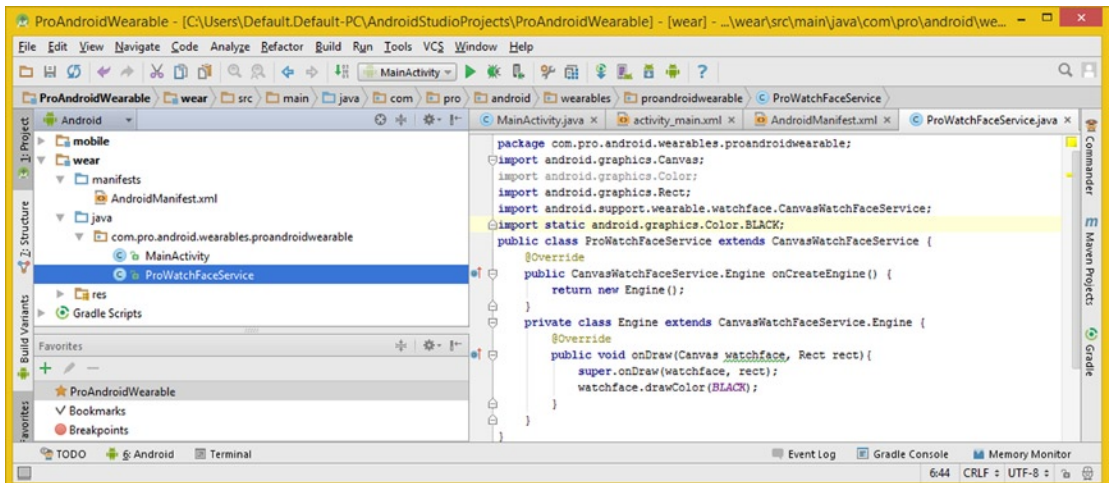 ProAndroidWearable - [C:\Users\Default.Default-PC\AndroidStudioProjects\ProAndroidWearable] - [wear] - ...\wear\src\main\java\com\pro\android\we...
File Edit View Navigate Code Analyze Refactor Build Run Tools VCS Window Help
MainActivity
ProAndroidWearable wear src main java com pro android wearables proandroidwearable ProWatchFaceService
1: Project
Z: Structure
Build Variants
Favorites
Android
mobile
wear
manifests
AndroidManifest.xml
java
com.pro.android.wearables.proandroidwearable
MainActivity
ProWatchFaceService
res
Gradle Scripts
Favorites
ProAndroidWearable
Bookmarks
Breakpoints
MainActivity.java activity_main.xml AndroidManifest.xml ProWatchFaceService.java
package com.pro.android.wearables.proandroidwearable;
import android.graphics.Canvas;
import android.graphics.Color;
import android.graphics.Rect;
import android.support.wearable.watchface.CanvasWatchFaceService;
import static android.graphics.Color.BLACK;
public class ProWatchFaceService extends CanvasWatchFaceService {
@Override
public CanvasWatchFaceService.Engine onCreateEngine() {
return new Engine();
}
private class Engine extends CanvasWatchFaceService.Engine {
@Override
public void onDraw(Canvas watchface, Rect rect){
super.onDraw(watchface, rect);
watchface.drawColor(BLACK);
}
}
}
Commander
m Maven Projects
Gradle
TODO 6: Android Terminal Event Log Gradle Console Memory Monitor
6:44 CRLF UTF-8